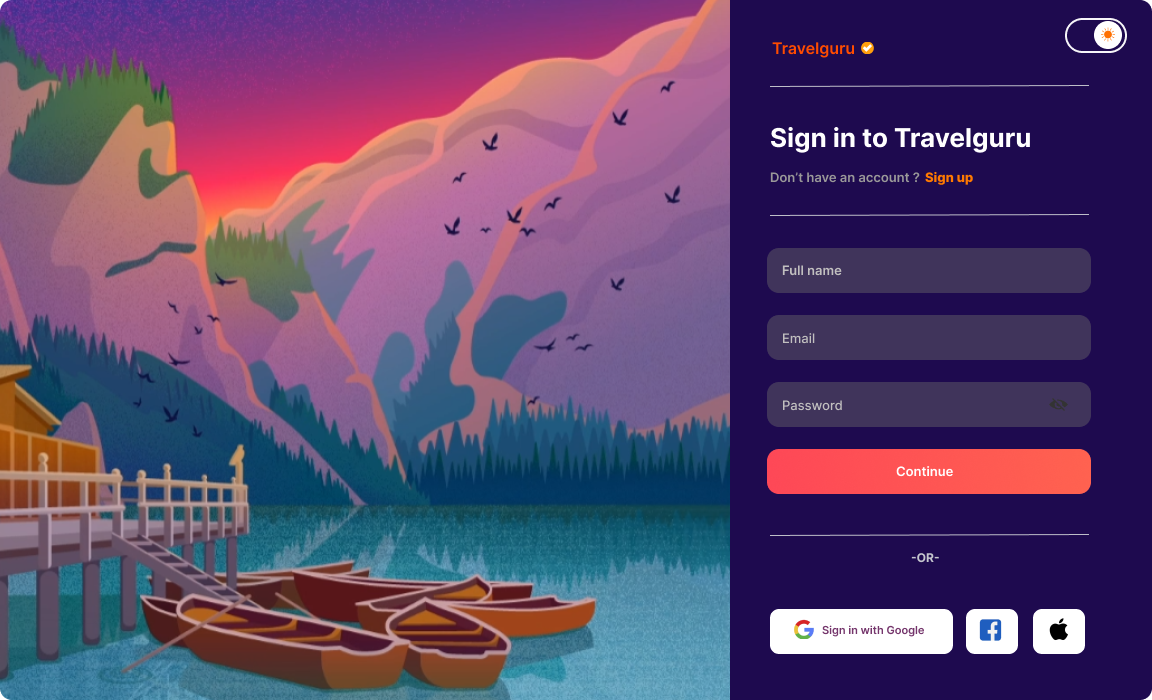 Travelguru
Sign in to Travelguru
Don't have an account ? Sign up
Full name
Email
Password
Continue
-OR-
Sign in with Google